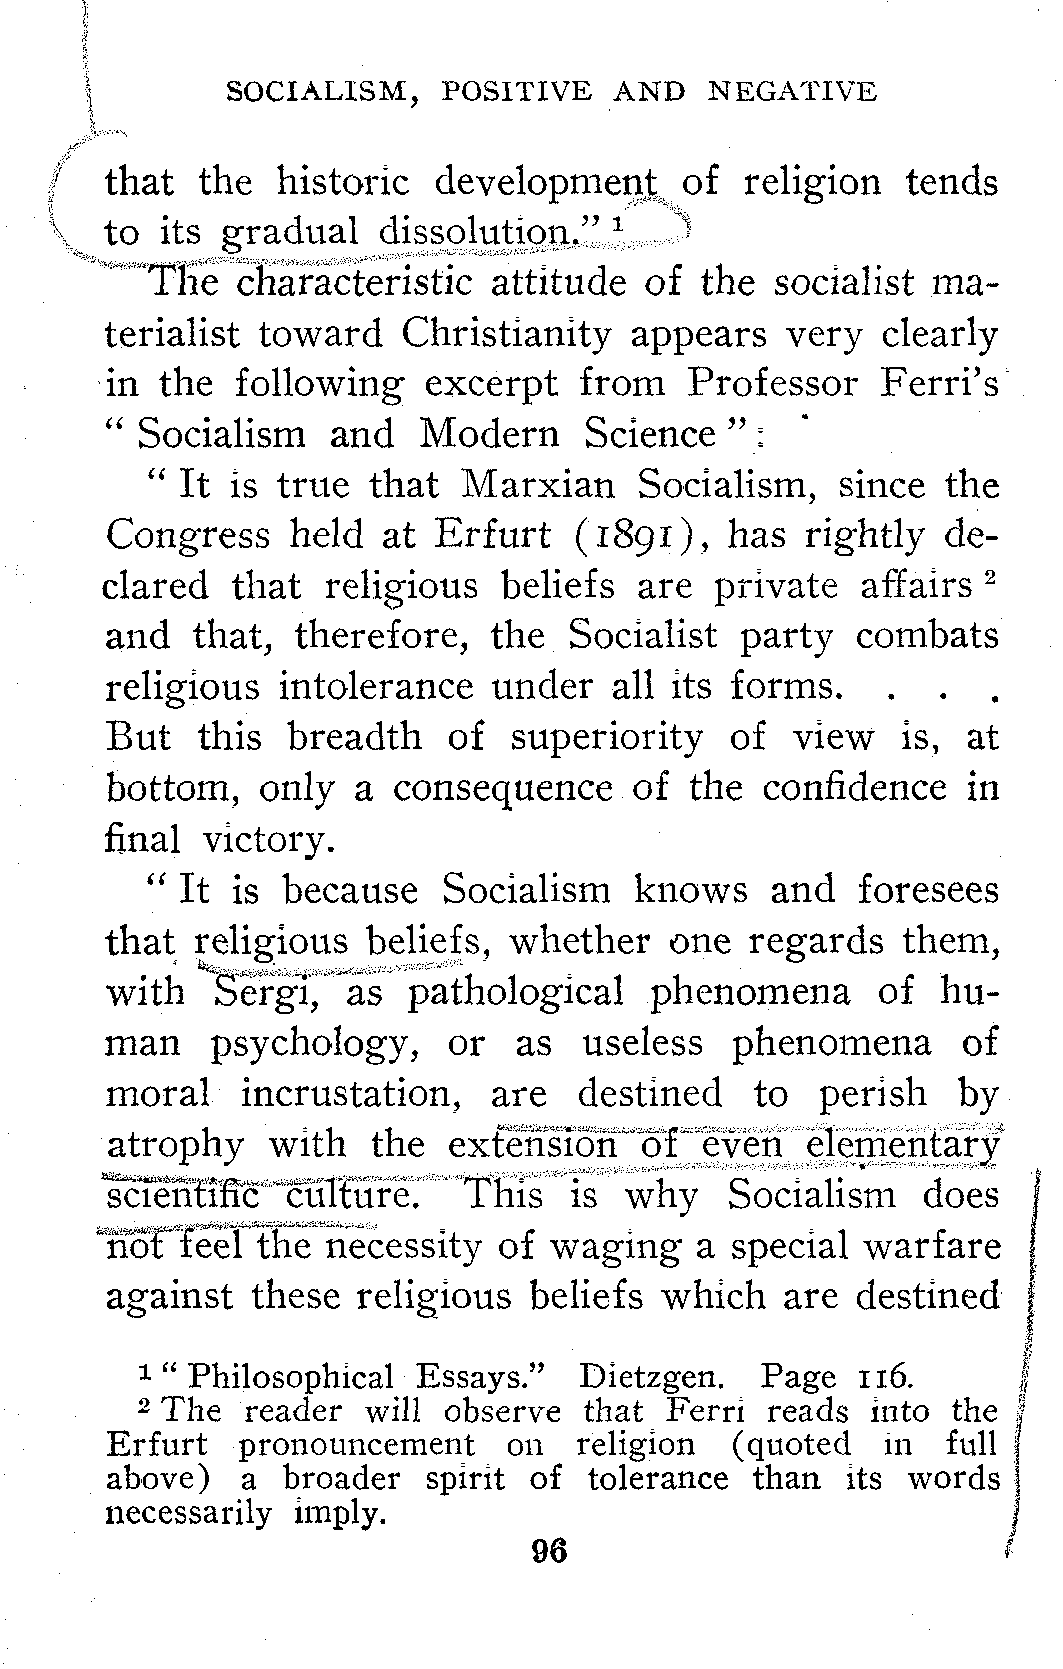 SOCIALISM, POSITIVE AND NEGATIVE
that the historic development of religion tends
to its gradual dissolution." ¹
The characteristic attitude of the socialist ma-
terialist toward Christianity appears very clearly
in the following excerpt from Professor Ferri's
" Socialism and Modern Science ":
" It is true that Marxian Socialism, since the
Congress held at Erfurt (1891), has rightly de-
clared that religious beliefs are private affairs ²
and that, therefore, the Socialist party combats
religious intolerance under all its forms. . . .
But this breadth of superiority of view is, at
bottom, only a consequence of the confidence in
final victory.
" It is because Socialism knows and foresees
that religious beliefs, whether one regards them,
with Sergi, as pathological phenomena of hu-
man psychology, or as useless phenomena of
moral incrustation, are destined to perish by
atrophy with the extension of even elementary
scientific culture. This is why Socialism does
not feel the necessity of waging a special warfare
against these religious beliefs which are destined
¹ " Philosophical Essays." Dietzgen. Page 116.
² The reader will observe that Ferri reads into the
Erfurt pronouncement on religion (quoted in full
above) a broader spirit of tolerance than its words
necessarily imply.
96